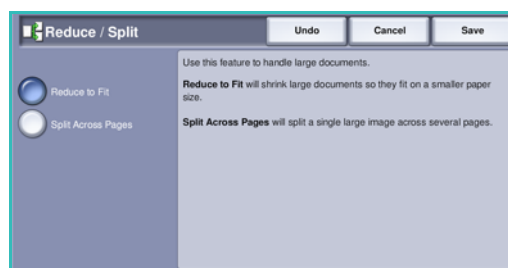 Reduce / Split
Undo
Cancel
Save
Use this feature to handle large documents.
Reduce to Fit
Reduce to Fit will shrink large documents so they fit on a smaller paper
size.
Split Across Pages
Split Across Pages will split a single large image across several pages.